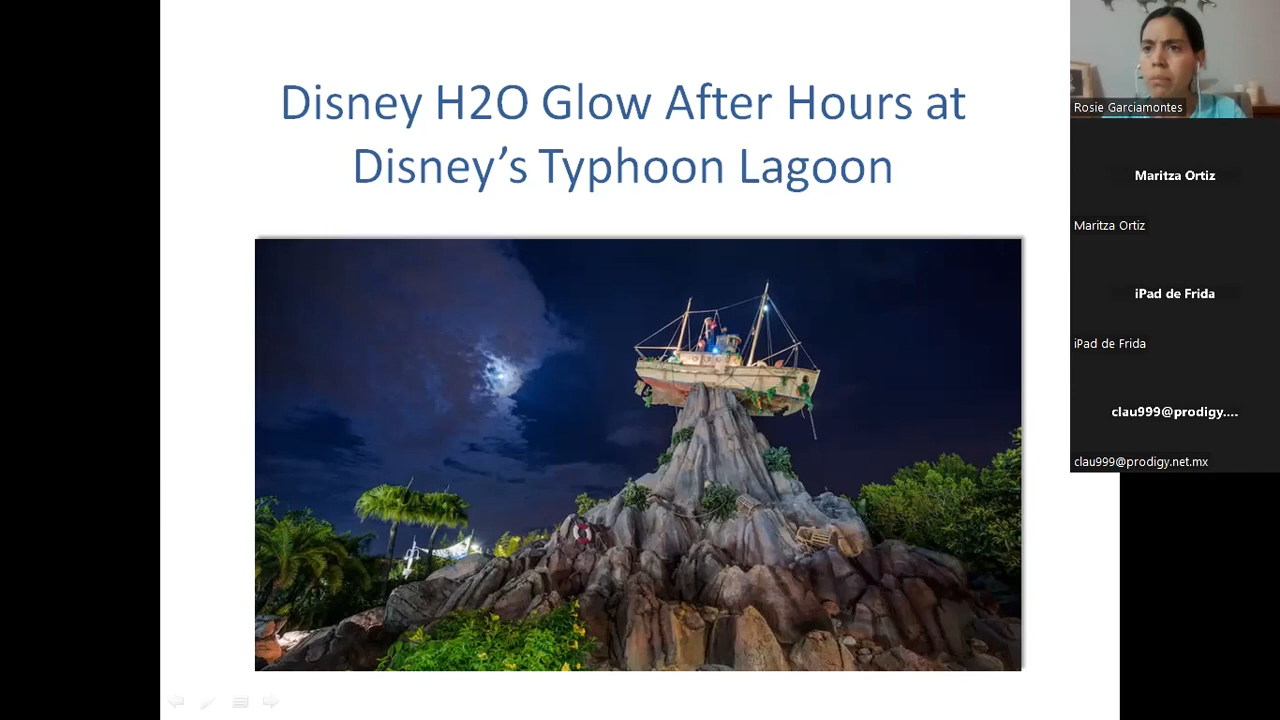 Disney H2O Glow After Hours at
Disney’s Typhoon Lagoon
Rosie Garciamontes
Maritza Ortiz
Maritza Ortiz
iPad de Frida
iPad de Frida
clau999@prodigy....
clau999@prodigy.net.mx